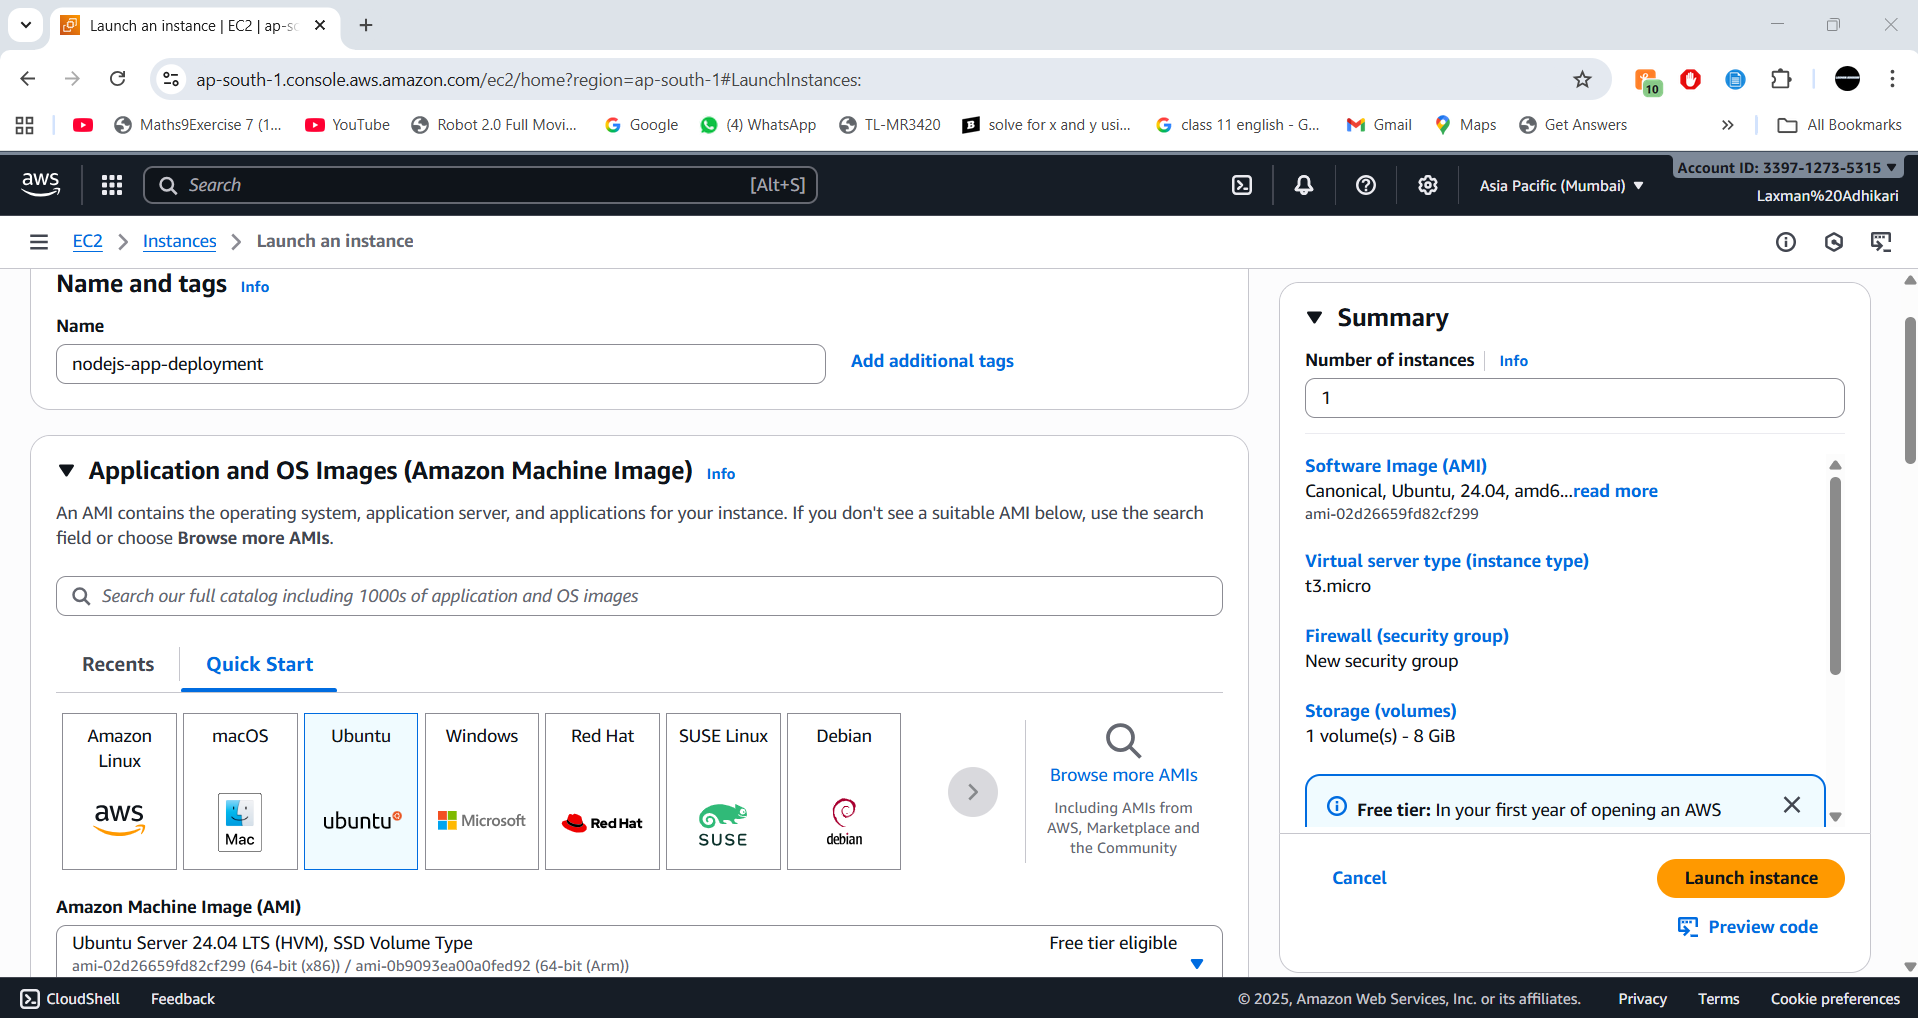 Launch an instance | EC2 | ap-sc
ap-south-1.console.aws.amazon.com/ec2/home?region=ap-south-1#LaunchInstances:
10
Maths9Exercise 7 (1...
YouTube
Robot 2.0 Full Movi...
Google
(4) WhatsApp
TL-MR3420
B
solve for x and y usi...
class 11 english - G...
Gmail
Maps
Get Answers
All Bookmarks
aws
Search
[Alt+S]
Asia Pacific (Mumbai)
Account ID: 3397-1273-5315
Laxman%20Adhikari
EC2
Instances
Launch an instance
Name and tags Info
Name
nodejs-app-deployment
Add additional tags
Application and OS Images (Amazon Machine Image) Info
An AMI contains the operating system, application server, and applications for your instance. If you don't see a suitable AMI below, use the search
field or choose Browse more AMIs.
Search our full catalog including 1000s of application and OS images
Recents
Quick Start
Amazon
Linux
aws
macOS
Mac
Ubuntu
ubuntu
Windows
Microsoft
Red Hat
Red Hat
SUSE Linux
SUSE
Debian
debian
Browse more AMIs
Including AMIs from
AWS, Marketplace and
the Community
Amazon Machine Image (AMI)
Ubuntu Server 24.04 LTS (HVM), SSD Volume Type
Free tier eligible
ami-02d26659fd82cf299 (64-bit (x86)) / ami-0b9093ea00a0fed92 (64-bit (Arm))
Summary
Number of instances Info
1
Software Image (AMI)
Canonical, Ubuntu, 24.04, amd6...read more
ami-02d26659fd82cf299
Virtual server type (instance type)
t3.micro
Firewall (security group)
New security group
Storage (volumes)
1 volume(s) - 8 GiB
Free tier: In your first year of opening an AWS
Cancel
Launch instance
Preview code
CloudShell
Feedback
© 2025, Amazon Web Services, Inc. or its affiliates.
Privacy
Terms
Cookie preferences